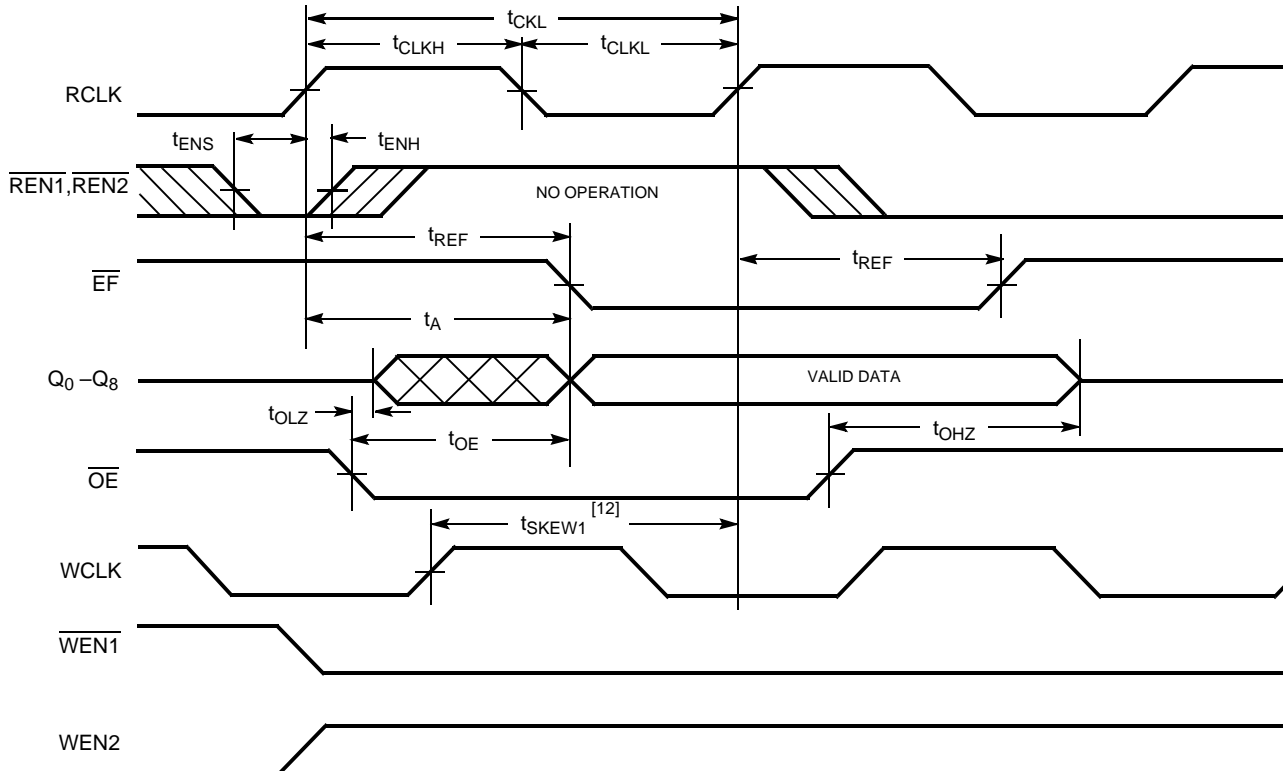 tCKL
tCLKH
tCLKL
RCLK
tENS
tENH
REN1,REN2
NO OPERATION
tREF
tREF
EF
tA
Q0 –Q8
VALID DATA
tOLZ
tOE
tOHZ
OE
tSKEW1[12]
WCLK
WEN1
WEN2